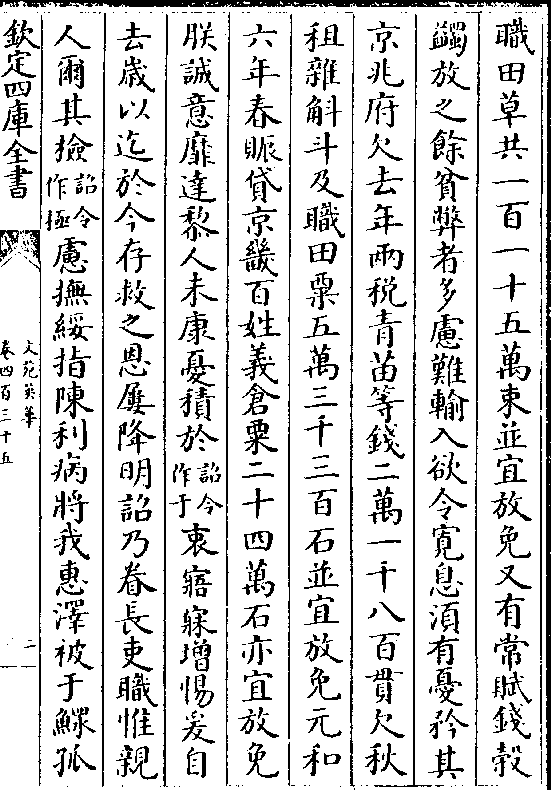 職田草共一百一十五萬束並宜放免又有常賦錢穀
蠲放之餘貧弊者多慮難輸入欲令寛息湏有憂矜其
京兆府欠去年兩税青苗等錢二萬一千八百貫欠秋
租雜斛斗及職田粟五萬三千三百石並宜放免元和
六年春賑貸京畿百姓義倉粟二十四萬石亦宜放免
朕誠意靡達黎人未康憂積於詔令作于衷寤寐增惕爰自
去歳以迄於今存救之恩屢降明詔乃眷長吏職惟親
人爾其撿詔令作極慮撫綏指陳利病將我惠澤被于鰥孤
欽定四庫全書
文苑英華
卷四百三十五
二